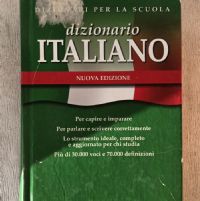 DIZIONARI PER LA SCUOLA
dizionario
ITALIANO
NUOVA EDIZIONE
Per capire e imparare
Per parlare e scrivere correttamente
Lo strumento ideale, completo
e aggiornato per chi studia
Più di 30.000 voci e 70.000 definizioni